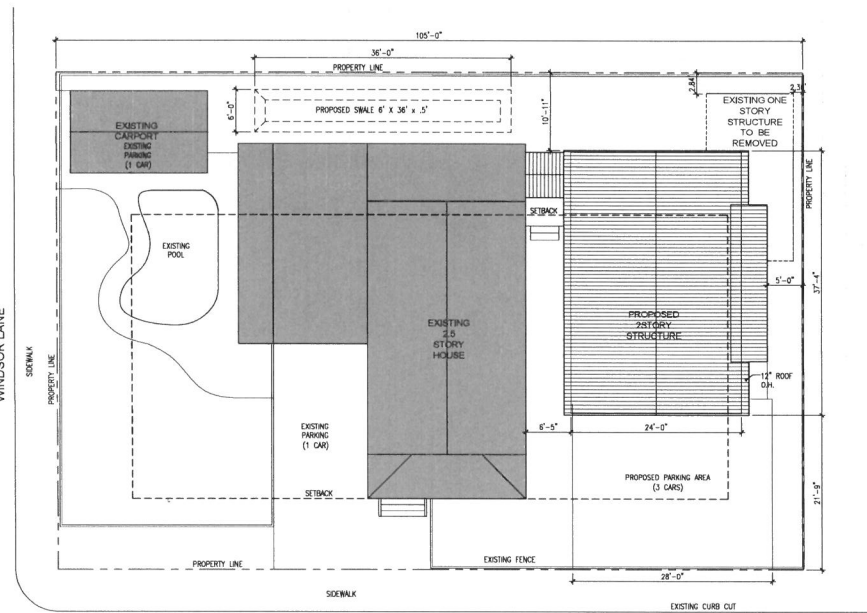 105'-0"
36'-0"
PROPERTY LINE
6'-0"
PROPOSED SWALE 6' X 36' x .5'
10'-11"
2.84'
EXISTING ONE
STORY
STRUCTURE
TO BE
REMOVED
EXISTING
CARPORT
EXISTING
PARKING
(1 CAR)
PROPERTY LINE
SETBACK
EXISTING
POOL
5'-0"
37'-4"
WINDSOR LANE
SIDEWALK
PROPERTY LINE
EXISTING
2.5
STORY
HOUSE
PROPOSED
2STORY
STRUCTURE
12" ROOF
O.H.
EXISTING
PARKING
(1 CAR)
6'-5"
24'-0"
PROPOSED PARKING AREA
(3 CARS)
SETBACK
21'-9"
PROPERTY LINE
EXISTING FENCE
28'-0"
SIDEWALK
EXISTING CURB CUT